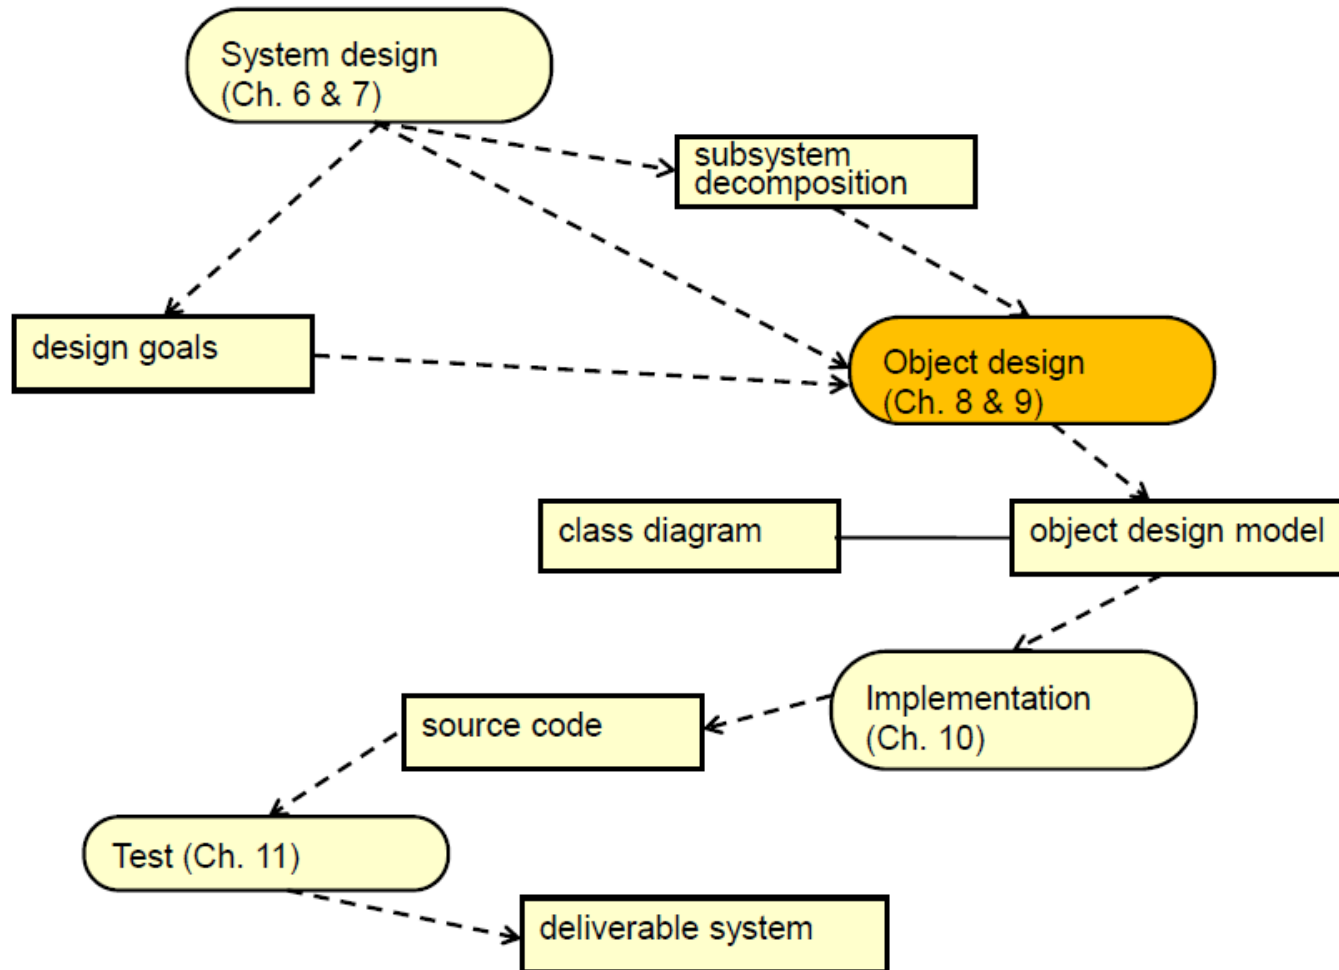 System design
(Ch. 6 & 7)
subsystem
decomposition
design goals
Object design
(Ch. 8 & 9)
class diagram
object design model
Implementation
(Ch. 10)
source code
Test (Ch. 11)
deliverable system